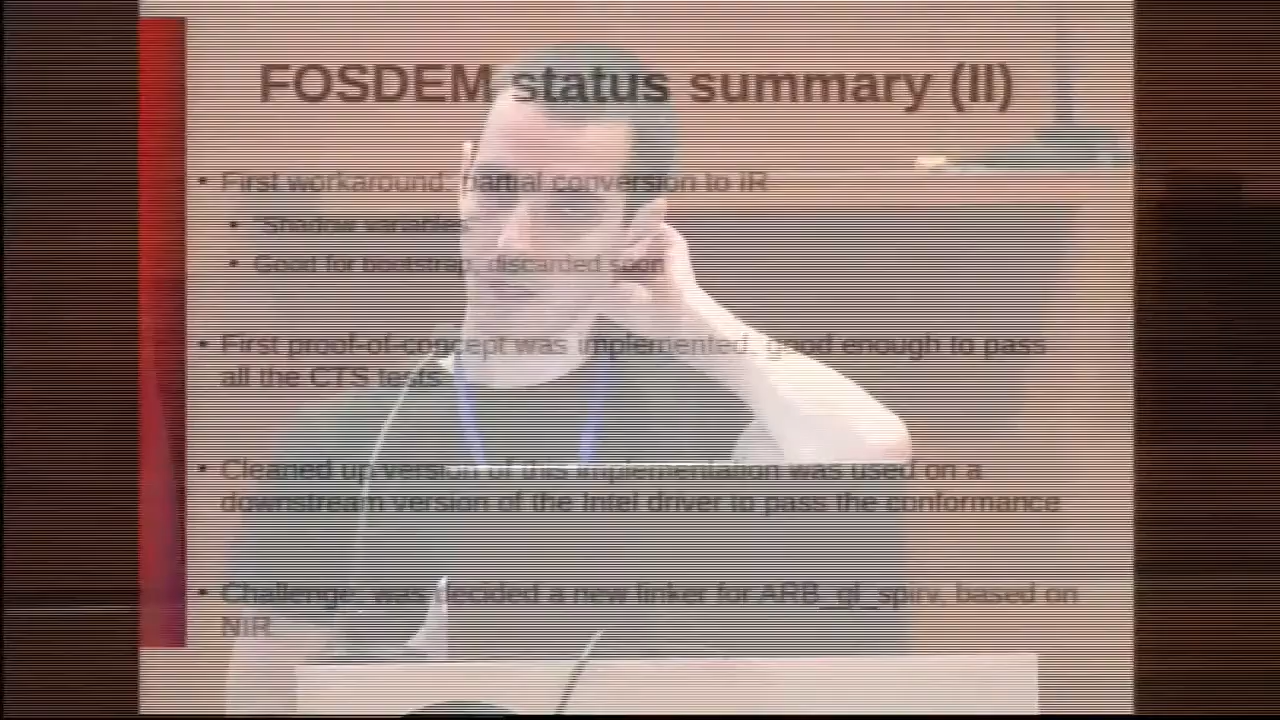 FOSDEM status summary (II)
• First workaround: partial conversion to IR
• "Shadow variables"
• Good for bootstrap, discarded soon
• First proof-of-concept was implemented, good enough to pass
all the CTS tests
• Cleaned up version of this implementation was used on a
downstream version of the Intel driver to pass the conformance
• Challenge: was decided a new linker for ARB_gl_spirv, based on
NIR